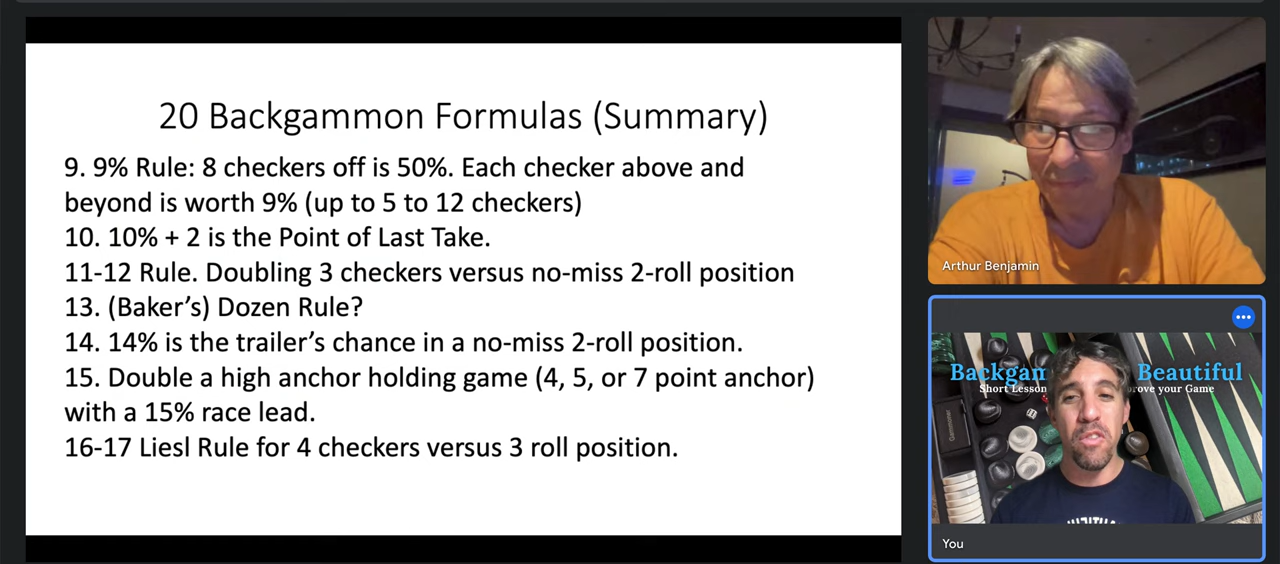 20 Backgammon Formulas (Summary)
9. 9% Rule: 8 checkers off is 50%. Each checker above and
beyond is worth 9% (up to 5 to 12 checkers)
10. 10% + 2 is the Point of Last Take.
11-12 Rule. Doubling 3 checkers versus no-miss 2-roll position
13. (Baker’s) Dozen Rule?
14. 14% is the trailer’s chance in a no-miss 2-roll position.
15. Double a high anchor holding game (4, 5, or 7 point anchor)
with a 15% race lead.
16-17 Liesl Rule for 4 checkers versus 3 roll position.
Arthur Benjamin
Backgam Beautiful
Short Lesson rove your Game
You